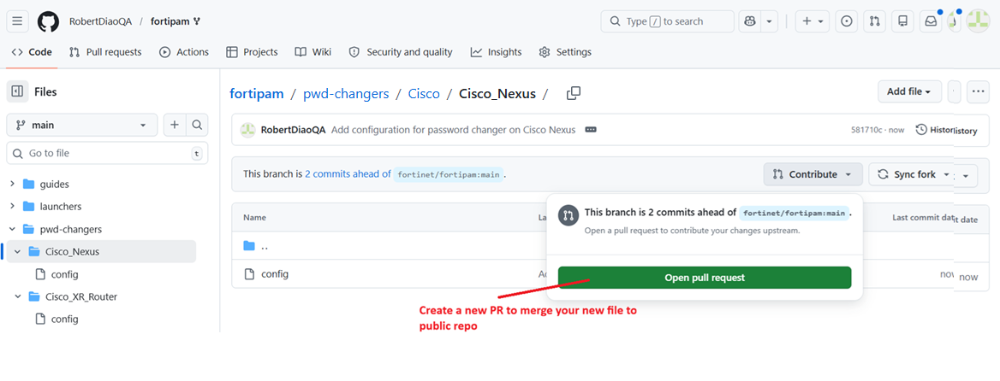 RobertDiaoQA / fortipam
Type / to search
Code Pull requests Actions Projects Wiki Security and quality Insights Settings
Files
main
Go to file t
guides
launchers
pwd-changers
Cisco_Nexus
config
Cisco_XR_Router
config
fortipam / pwd-changers / Cisco / Cisco_Nexus /
Add file
RobertDiaoQA Add configuration for password changer on Cisco Nexus
581710c · now
Histor istory
This branch is 2 commits ahead of fortinet/fortipam:main .
Contribute
Sync fork
Name La Last commit dat it date
..
config Ac nov now
This branch is 2 commits ahead of fortinet/fortipam:main .
Open a pull request to contribute your changes upstream.
Open pull request
Create a new PR to merge your new file to
public repo